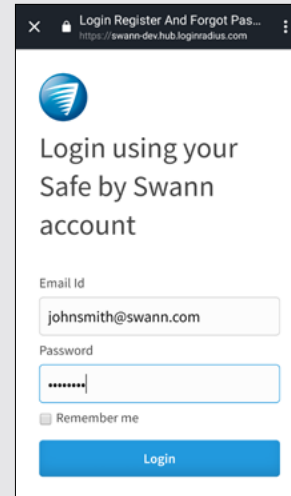 Login Register And Forgot Pas...
https://swann-dev.hub.loginradius.com
Login using your
Safe by Swann
account
Email Id
johnsmith@swann.com
Password
••••••••
Remember me
Login